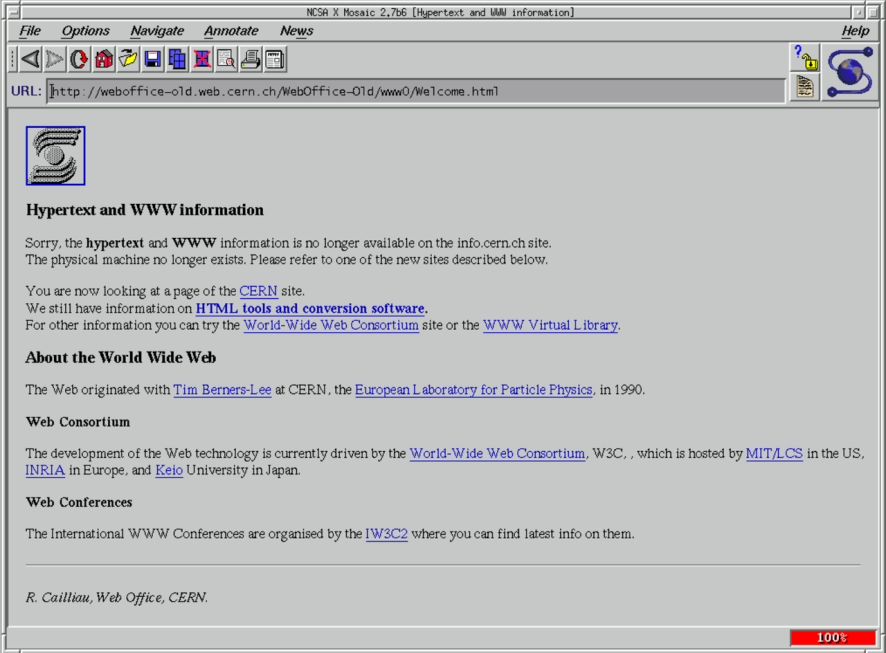 NCSA X Mosaic 2.7b6 [Hypertext and WWW information]
File Options Navigate Annotate News Help
URL: http://weboffice-old.web.cern.ch/WebOffice-Old/www0/Welcome.html
Hypertext and WWW information
Sorry, the hypertext and WWW information is no longer available on the info.cern.ch site.
The physical machine no longer exists. Please refer to one of the new sites described below.
You are now looking at a page of the CERN site.
We still have information on HTML tools and conversion software.
For other information you can try the World-Wide Web Consortium site or the WWW Virtual Library.
About the World Wide Web
The Web originated with Tim Berners-Lee at CERN, the European Laboratory for Particle Physics, in 1990.
Web Consortium
The development of the Web technology is currently driven by the World-Wide Web Consortium, W3C, , which is hosted by MIT/LCS in the US,
INRIA in Europe, and Keio University in Japan.
Web Conferences
The International WWW Conferences are organised by the IW3C2 where you can find latest info on them.
R. Cailliau, Web Office, CERN.
100%